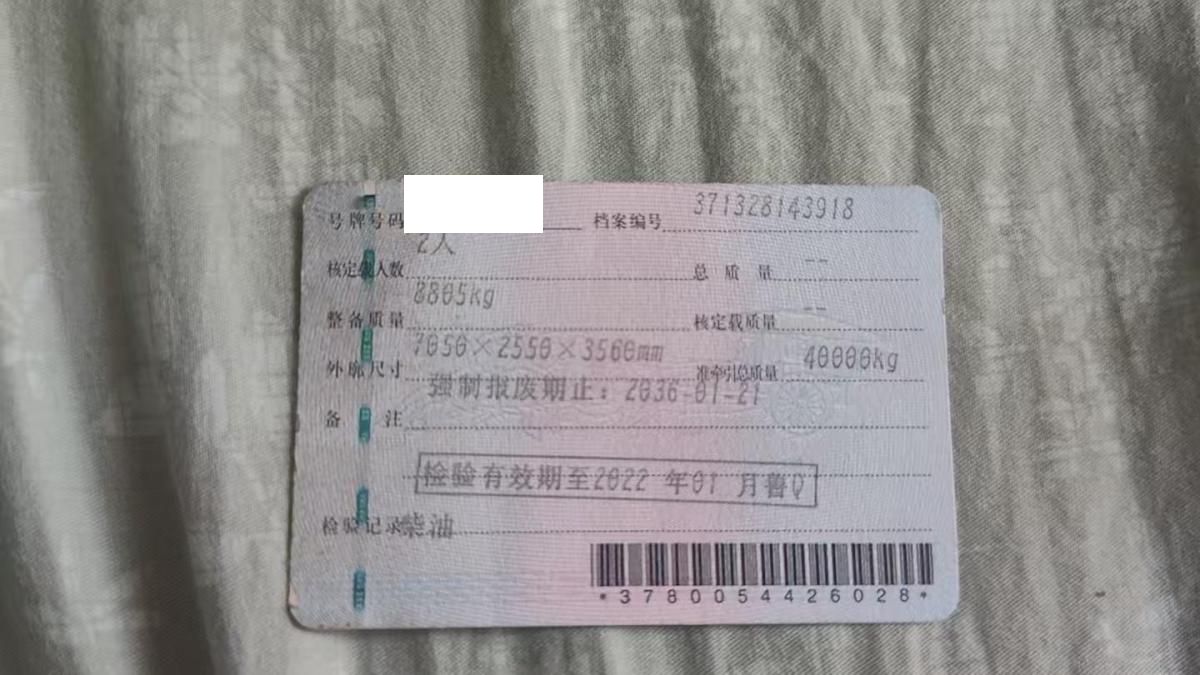 号牌号码 档案编号 371328143918
核定载人数 2人 总质量 --
整备质量 8805kg 核定载质量 --
外廓尺寸 7050×2550×3560mm 准牵引总质量 40000kg
备注 强制报废期止：2036-01-21
检验有效期至2022年01月鲁Q
检验记录 柴油
*3780054426028*